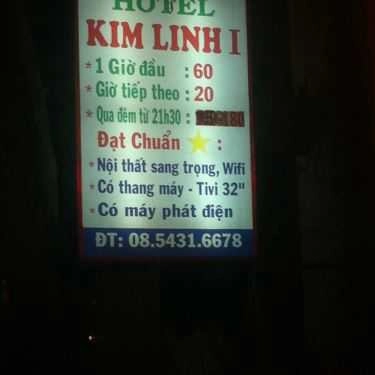 HOTEL
KIM LINH I
* 1 Giờ đầu : 60
* Giờ tiếp theo : 20
* Qua đêm từ 21h30 : 180
Đạt Chuẩn ★ :
* Nội thất sang trọng, Wifi
* Có thang máy - Tivi 32"
* Có máy phát điện
ĐT: 08.5431.6678